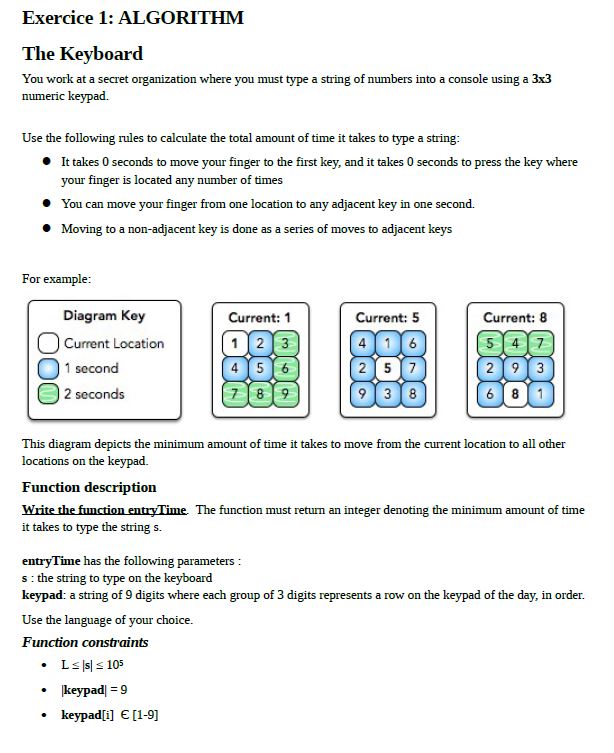 Exercice 1: ALGORITHM
The Keyboard
You work at a secret organization where you must type a string of numbers into a console using a 3x3
numeric keypad.
Use the following rules to calculate the total amount of time it takes to type a string:
● It takes 0 seconds to move your finger to the first key, and it takes 0 seconds to press the key where
your finger is located any number of times
● You can move your finger from one location to any adjacent key in one second.
● Moving to a non-adjacent key is done as a series of moves to adjacent keys
For example:
Diagram Key
Current Location
1 second
2 seconds
Current: 1
1 2 3
4 5 6
7 8 9
Current: 5
4 1 6
2 5 7
9 3 8
Current: 8
5 4 7
2 9 3
6 8 1
This diagram depicts the minimum amount of time it takes to move from the current location to all other
locations on the keypad.
Function description
Write the function entryTime. The function must return an integer denoting the minimum amount of time
it takes to type the string s.
entryTime has the following parameters :
s : the string to type on the keyboard
keypad: a string of 9 digits where each group of 3 digits represents a row on the keypad of the day, in order.
Use the language of your choice.
Function constraints
• L ≤ |s| ≤ 10⁵
• |keypad| = 9
• keypad[i] Є [1-9]